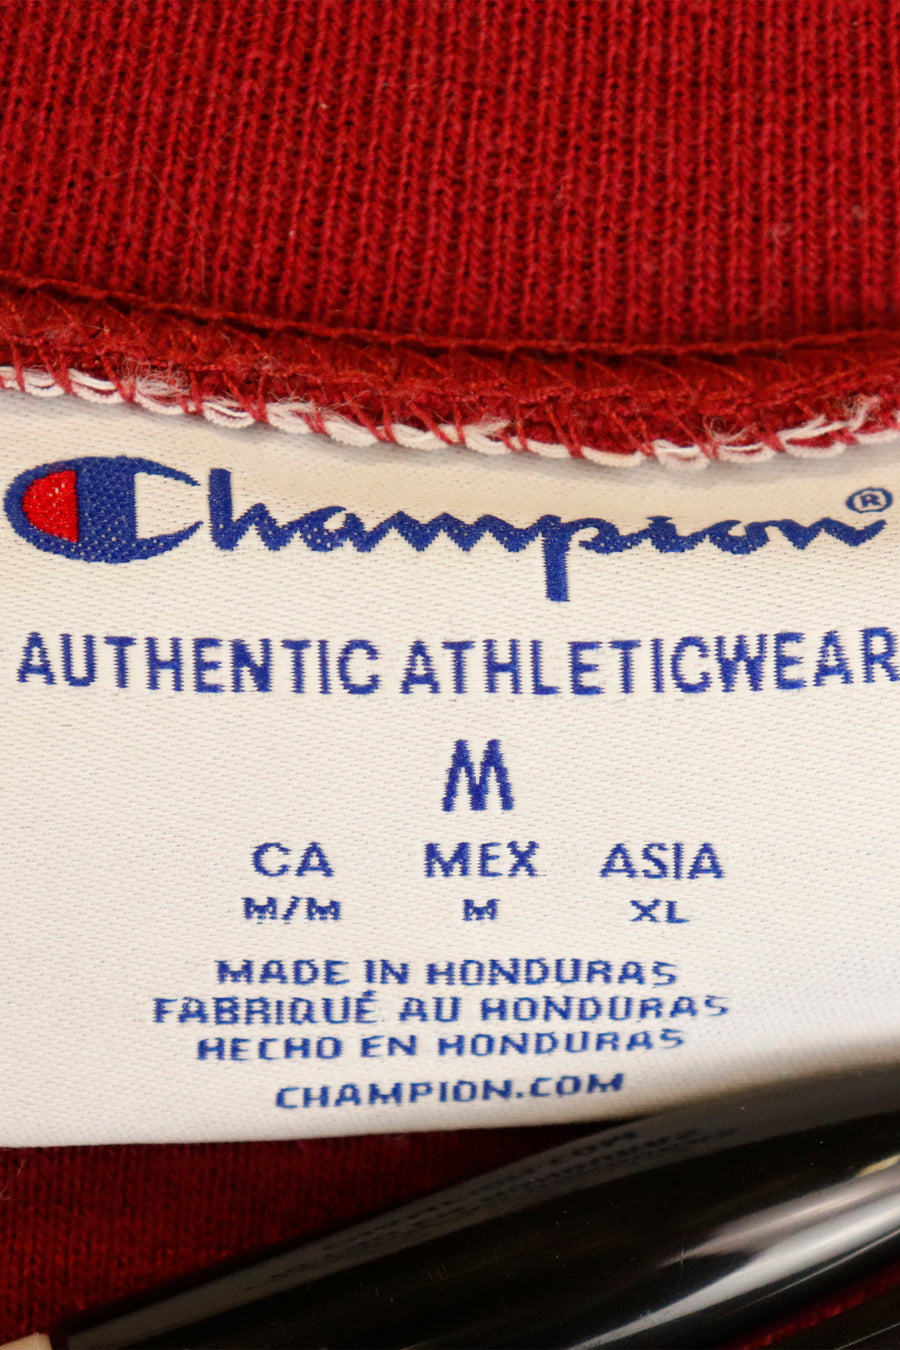 Champion®
AUTHENTIC ATHLETICWEAR
M
CA MEX ASIA
M/M M XL
MADE IN HONDURAS
FABRIQUÉ AU HONDURAS
HECHO EN HONDURAS
CHAMPION.COM